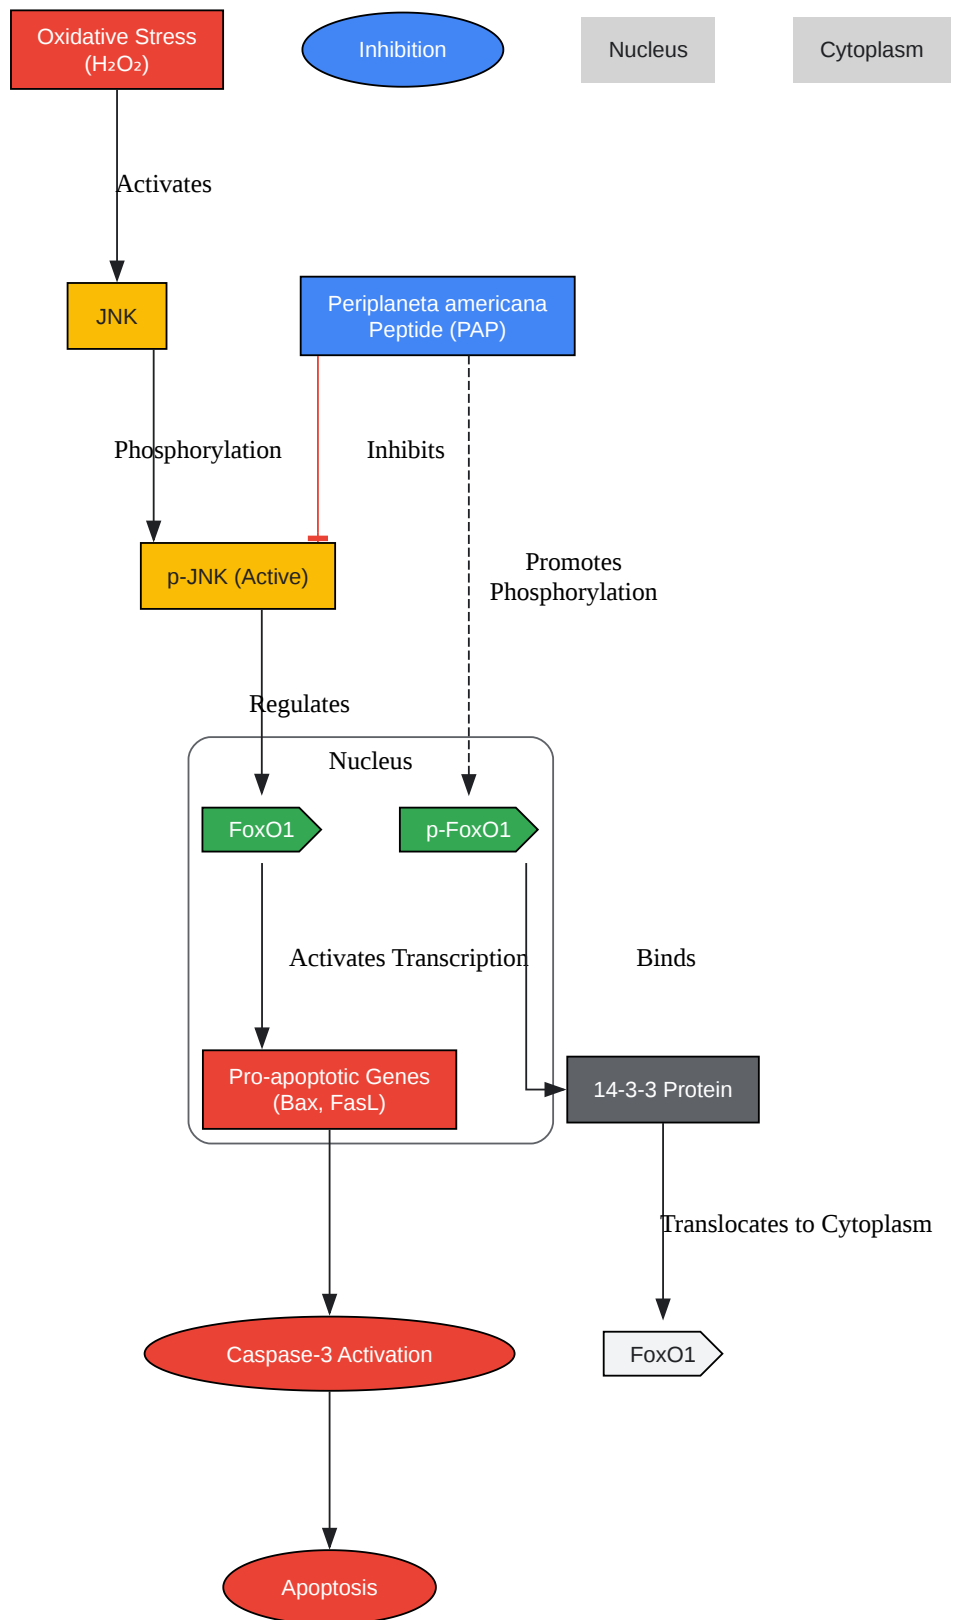 Oxidative Stress
(H₂O₂)
Inhibition
Nucleus
Cytoplasm
Activates
JNK
Periplaneta americana
Peptide (PAP)
Phosphorylation
Inhibits
p-JNK (Active)
Promotes
Phosphorylation
Regulates
Nucleus
FoxO1
p-FoxO1
Activates Transcription
Binds
Pro-apoptotic Genes
(Bax, FasL)
14-3-3 Protein
Translocates to Cytoplasm
Caspase-3 Activation
FoxO1
Apoptosis